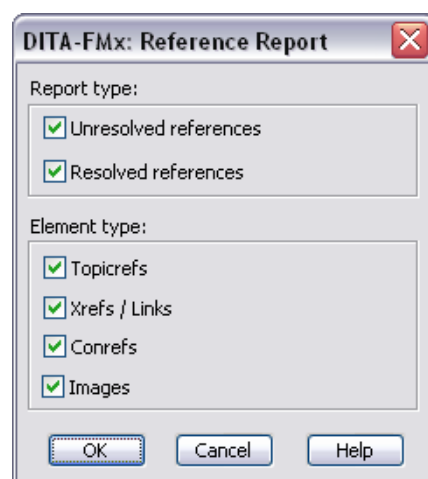 DITA-FMx: Reference Report
Report type:
Unresolved references
Resolved references
Element type:
Topicrefs
Xrefs / Links
Conrefs
Images
OK Cancel Help